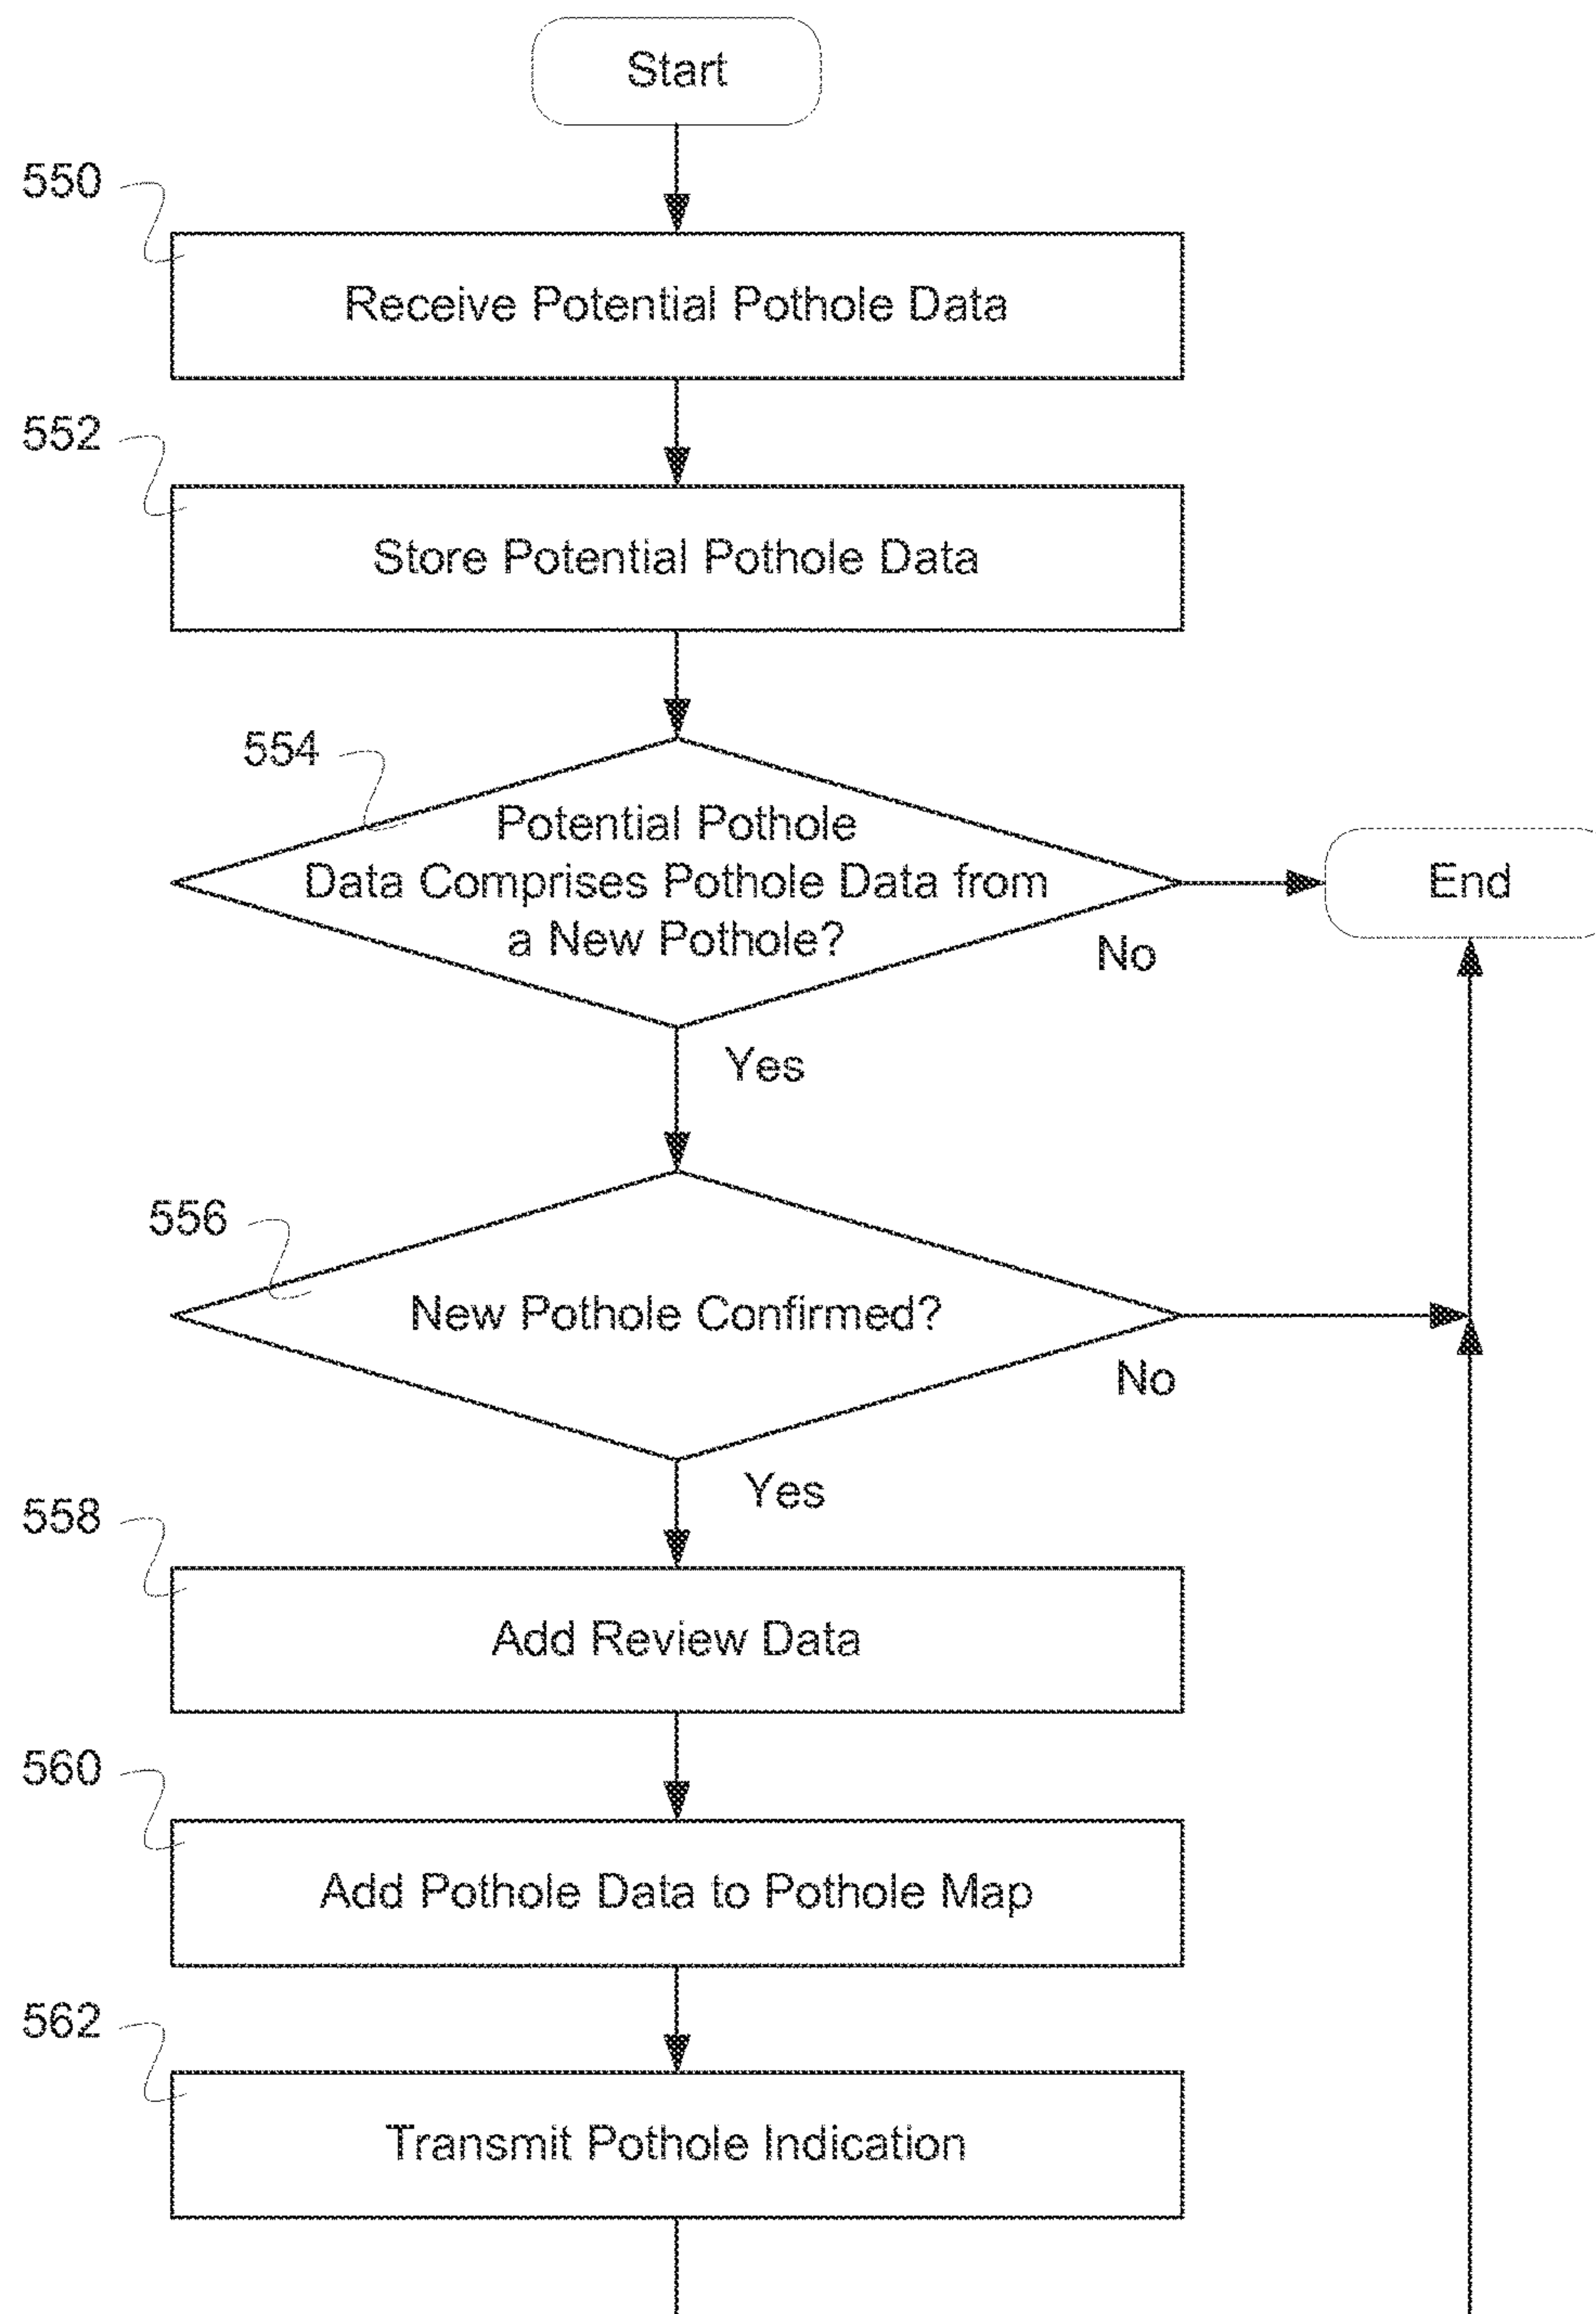 Start
550
Receive Potential Pothole Data
552
Store Potential Pothole Data
554
Potential Pothole
Data Comprises Pothole Data from
a New Pothole?
End
No
Yes
556
New Pothole Confirmed?
No
Yes
558
Add Review Data
560
Add Pothole Data to Pothole Map
562
Transmit Pothole Indication